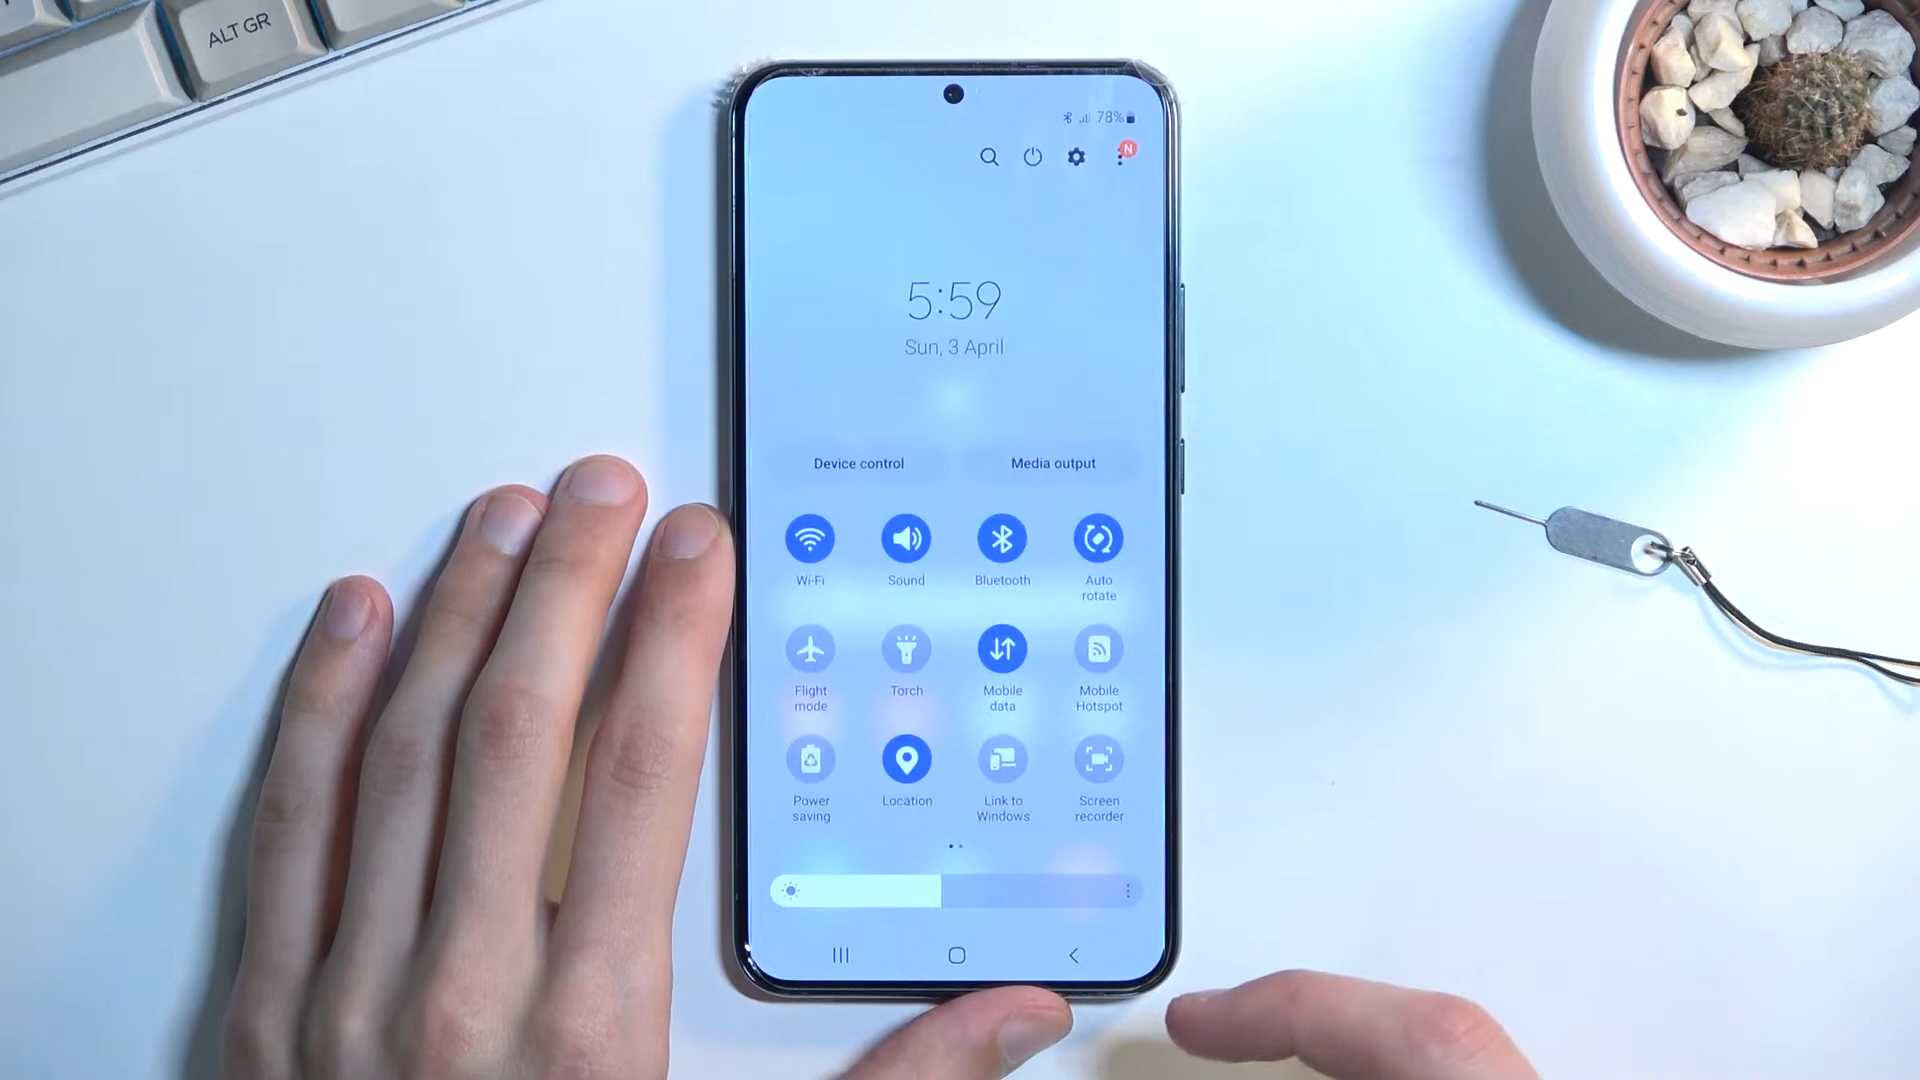 ALT GR
78%
N
5:59
Sun, 3 April
Device control
Media output
Wi-Fi
Sound
Bluetooth
Auto
rotate
Flight
mode
Torch
Mobile
data
Mobile
Hotspot
Power
saving
Location
Link to
Windows
Screen
recorder